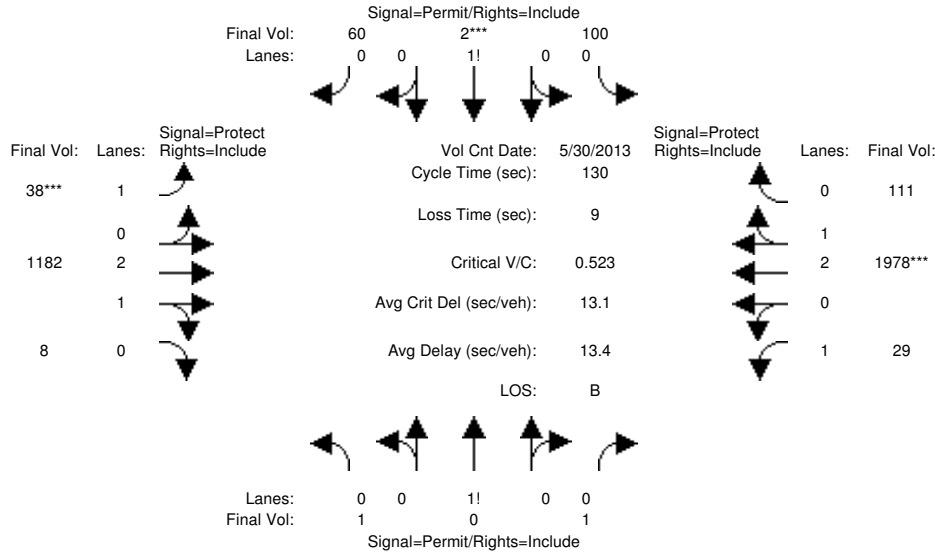 Signal=Permit/Rights=Include
Final Vol: 60 2*** 100
Lanes: 0 0 1! 0 0
Signal=Protect Signal=Protect
Final Vol: Lanes: Rights=Include Vol Cnt Date: 5/30/2013 Rights=Include Lanes: Final Vol:
Cycle Time (sec): 130
38*** 1 0 111
Loss Time (sec): 9
0 1
1182 2 Critical V/C: 0.523 2 1978***
1 Avg Crit Del (sec/veh): 13.1 0
8 0 Avg Delay (sec/veh): 13.4 1 29
LOS: B
Lanes: 0 0 1! 0 0
Final Vol: 1 0 1
Signal=Permit/Rights=Include